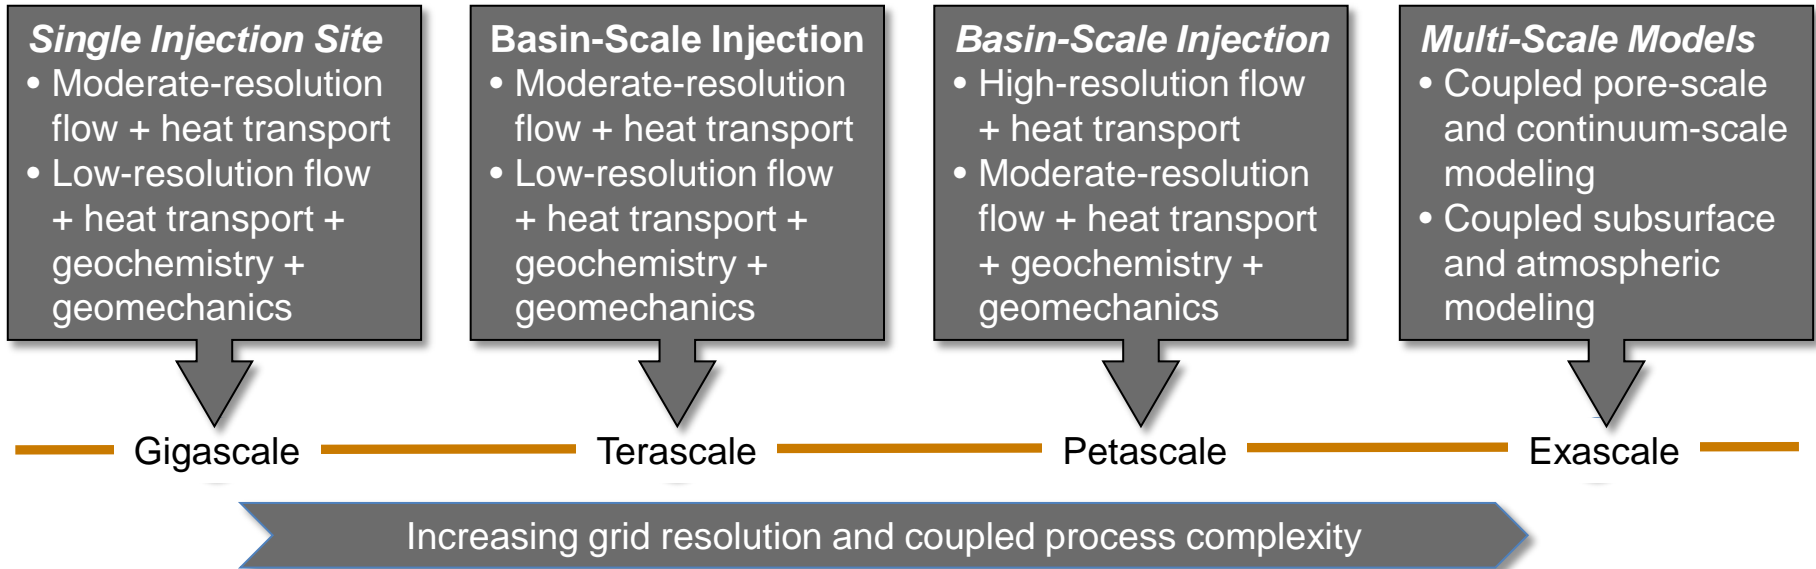 Single Injection Site
• Moderate-resolution
flow + heat transport
• Low-resolution flow
+ heat transport +
geochemistry +
geomechanics
Basin-Scale Injection
• Moderate-resolution
flow + heat transport
• Low-resolution flow
+ heat transport +
geochemistry +
geomechanics
Basin-Scale Injection
• High-resolution flow
+ heat transport
• Moderate-resolution
flow + heat transport
+ geochemistry +
geomechanics
Multi-Scale Models
• Coupled pore-scale
and continuum-scale
modeling
• Coupled subsurface
and atmospheric
modeling
Gigascale
Terascale
Petascale
Exascale
Increasing grid resolution and coupled process complexity